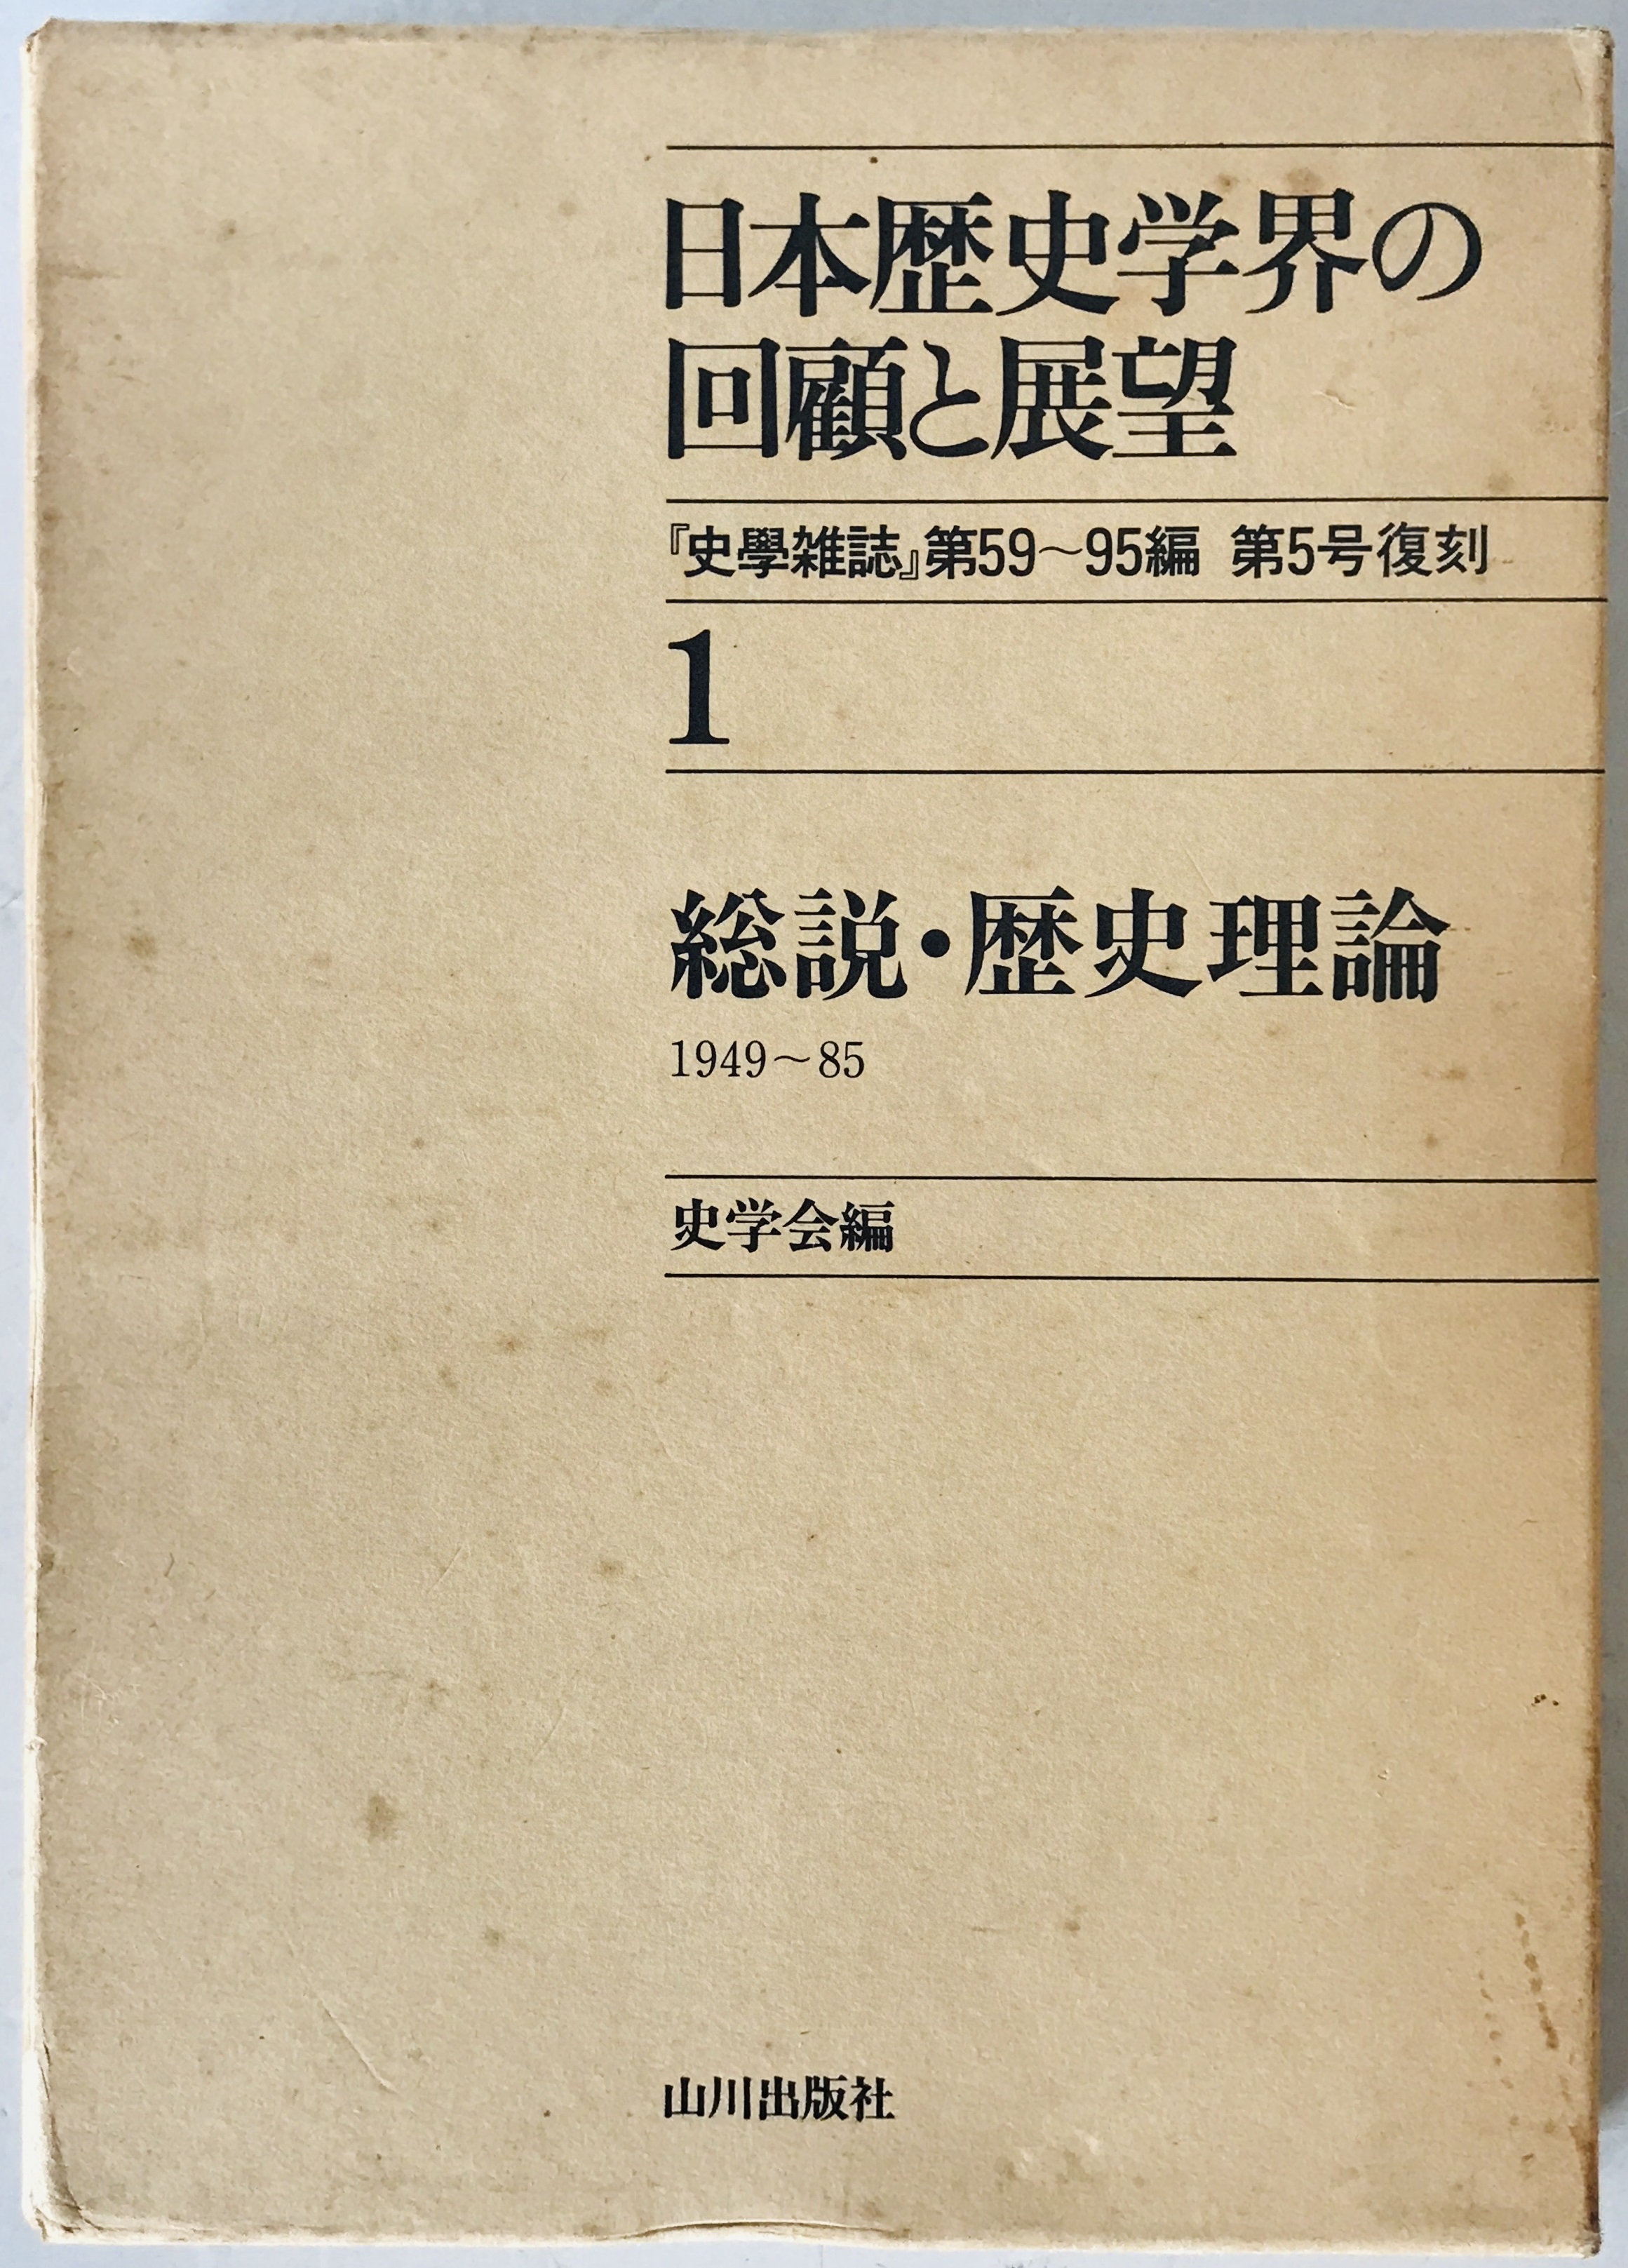 日本歴史学界の
回顧と展望
『史學雑誌』第59～95編 第5号復刻
1
総説・歴史理論
1949～85
史学会編
山川出版社